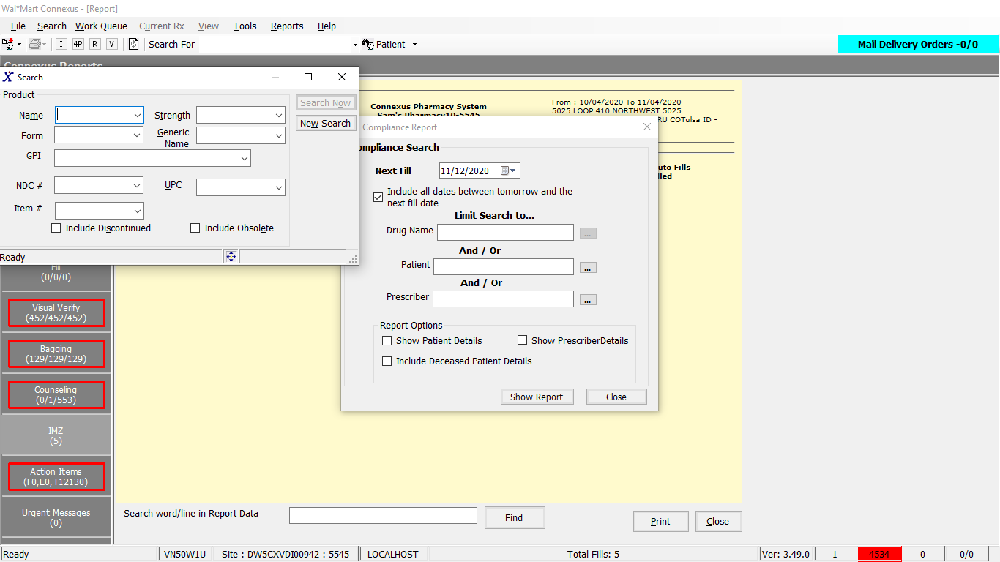 Wal*Mart Connexus - [Report]
File Search Work Queue Current Rx View Tools Reports Help
I 4P R V Search For Patient Mail Delivery Orders -0/0
Connexus Reports
Search
Product
Name Strength Search Now
Form Generic Name New Search
GPI
NDC # UPC
Item #
Include Discontinued Include Obsolete
Ready
Connexus Pharmacy System
Sam's Pharmacy10-5545
From : 10/04/2020 To 11/04/2020
5025 LOOP 410 NORTHWEST 5025
RU COTulsa ID -
uto Fills
lled
Compliance Report
ompliance Search
Next Fill 11/12/2020
Include all dates between tomorrow and the
next fill date
Limit Search to...
Drug Name ...
And / Or
Patient ...
And / Or
Prescriber ...
Report Options
Show Patient Details Show PrescriberDetails
Include Deceased Patient Details
Show Report Close
Fill
(0/0/0)
Visual Verify
(452/452/452)
Bagging
(129/129/129)
Counseling
(0/1/553)
IMZ
(5)
Action Items
(F0,E0,T12130)
Urgent Messages
(0)
Search word/line in Report Data Find Print Close
Ready VN50W1U Site : DW5CXVDI00942 : 5545 LOCALHOST Total Fills: 5 Ver: 3.49.0 1 4534 0 0/0